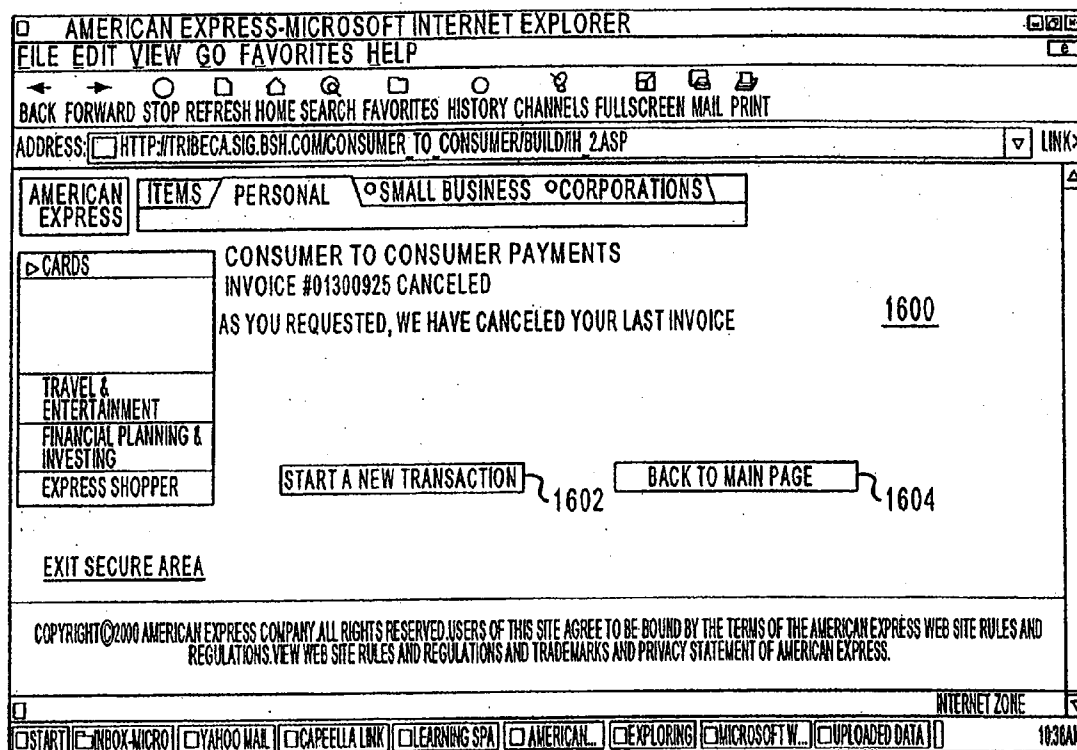 AMERICAN EXPRESS-MICROSOFT INTERNET EXPLORER
FILE EDIT VIEW GO FAVORITES HELP
e
BACK FORWARD STOP REFRESH HOME SEARCH FAVORITES HISTORY CHANNELS FULLSCREEN MAIL PRINT
ADDRESS: HTTP://TRIBECA.SIG.BSH.COM/CONSUMER_TO_CONSUMER/BUILD/IH_2.ASP LINK>
AMERICAN EXPRESS
ITEMS PERSONAL SMALL BUSINESS CORPORATIONS
CARDS
TRAVEL &
ENTERTAINMENT
FINANCIAL PLANNING &
INVESTING
EXPRESS SHOPPER
EXIT SECURE AREA
CONSUMER TO CONSUMER PAYMENTS
INVOICE #01300925 CANCELED
AS YOU REQUESTED, WE HAVE CANCELED YOUR LAST INVOICE
1600
START A NEW TRANSACTION 1602
BACK TO MAIN PAGE 1604
COPYRIGHT©2000 AMERICAN EXPRESS COMPANY.ALL RIGHTS RESERVED.USERS OF THIS SITE AGREE TO BE BOUND BY THE TERMS OF THE AMERICAN EXPRESS WEB SITE RULES AND
REGULATIONS.VIEW WEB SITE RULES AND REGULATIONS AND TRADEMARKS AND PRIVACY STATEMENT OF AMERICAN EXPRESS.
INTERNET ZONE
START INBOX-MICRO YAHOO MAIL CAPEELLA LINK LEARNING SPA AMERICAN... EXPLORING MICROSOFT W... UPLOADED DATA 10:36AM